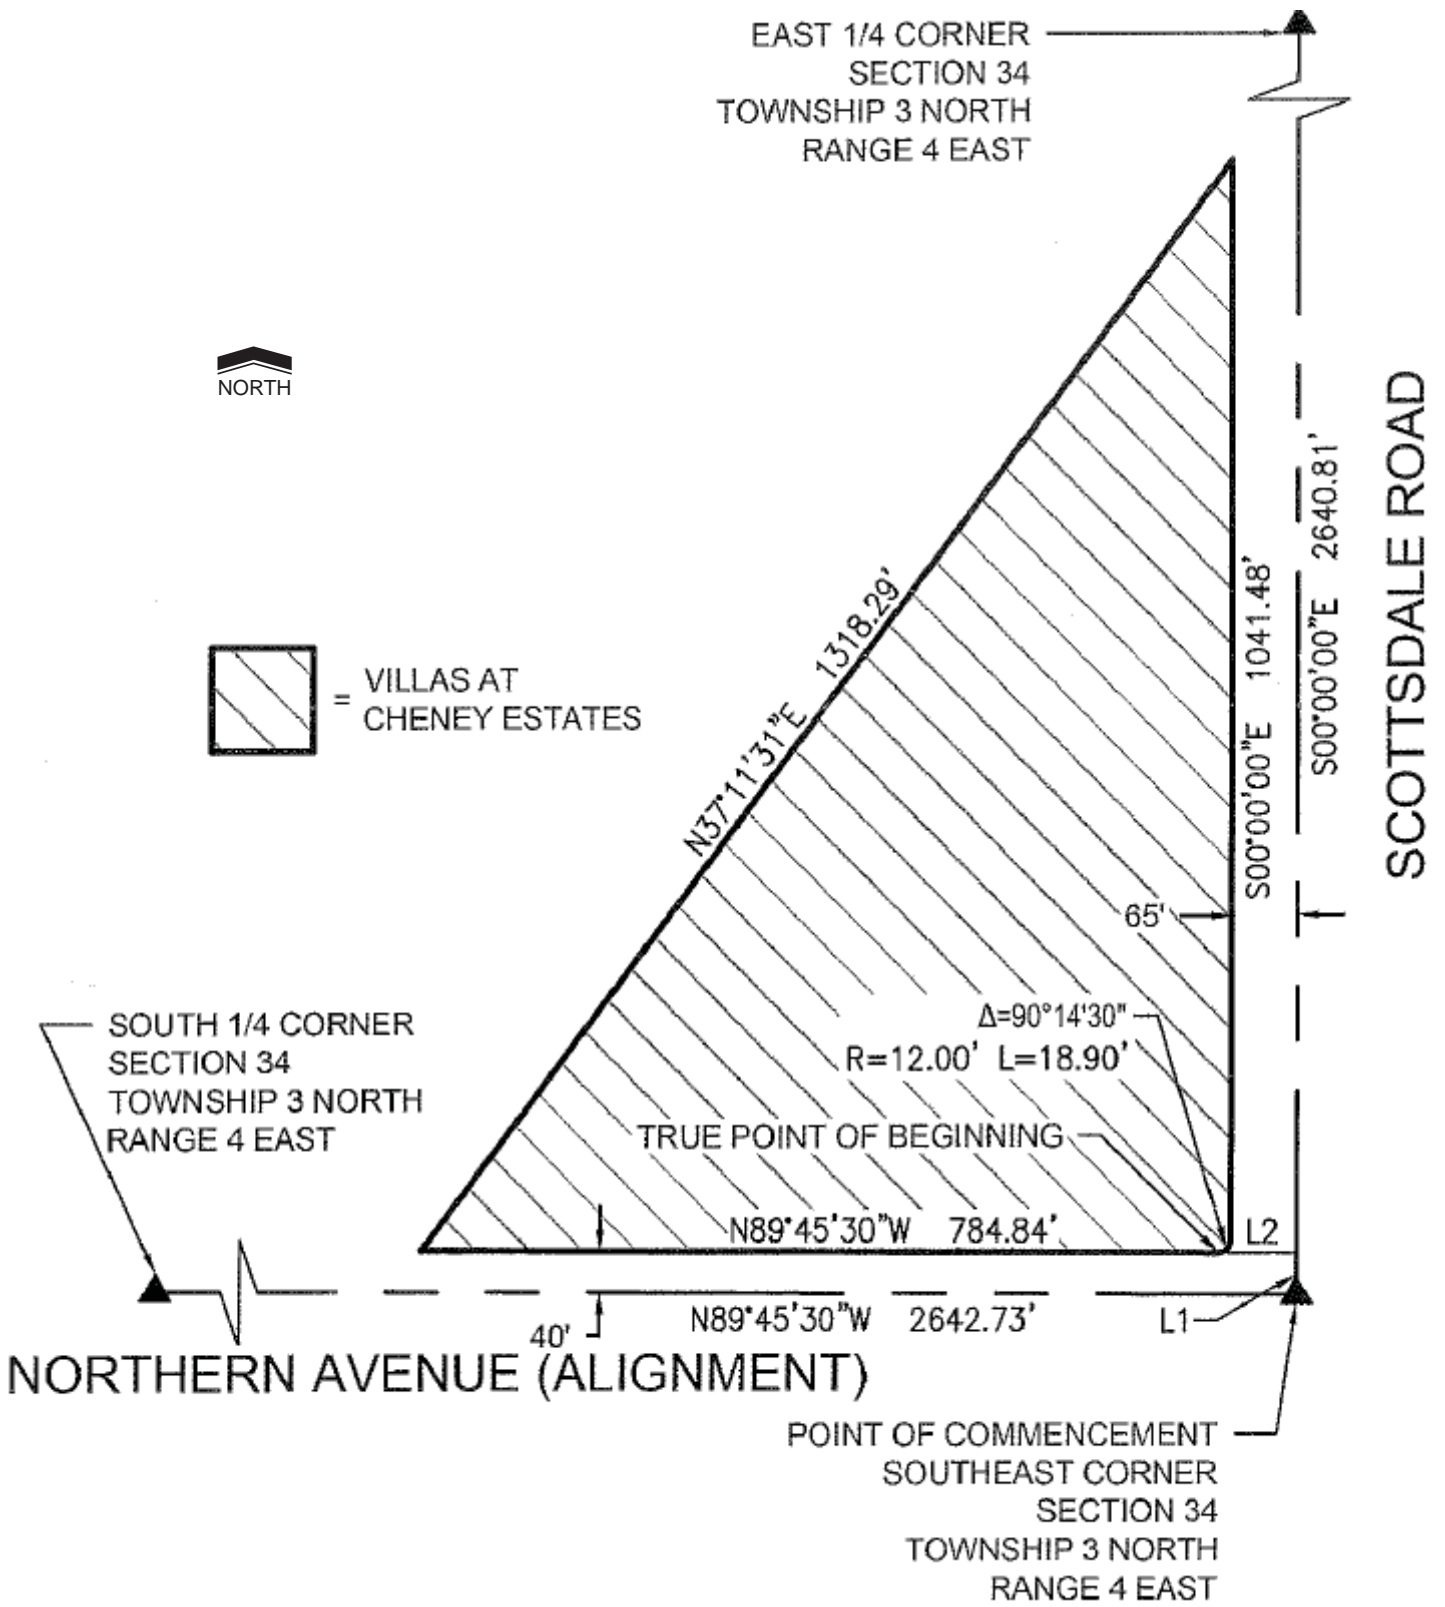 EAST 1/4 CORNER
SECTION 34
TOWNSHIP 3 NORTH
RANGE 4 EAST
NORTH
SCOTTSDALE ROAD
S00°00'00"E 2640.81'
S00°00'00"E 1041.48'
N37°11'31"E 1318.29'
= VILLAS AT
CHENEY ESTATES
65'
Δ=90°14'30"
R=12.00' L=18.90'
SOUTH 1/4 CORNER
SECTION 34
TOWNSHIP 3 NORTH
RANGE 4 EAST
TRUE POINT OF BEGINNING
N89°45'30"W 784.84'
L2
N89°45'30"W 2642.73'
L1
40'
NORTHERN AVENUE (ALIGNMENT)
POINT OF COMMENCEMENT
SOUTHEAST CORNER
SECTION 34
TOWNSHIP 3 NORTH
RANGE 4 EAST